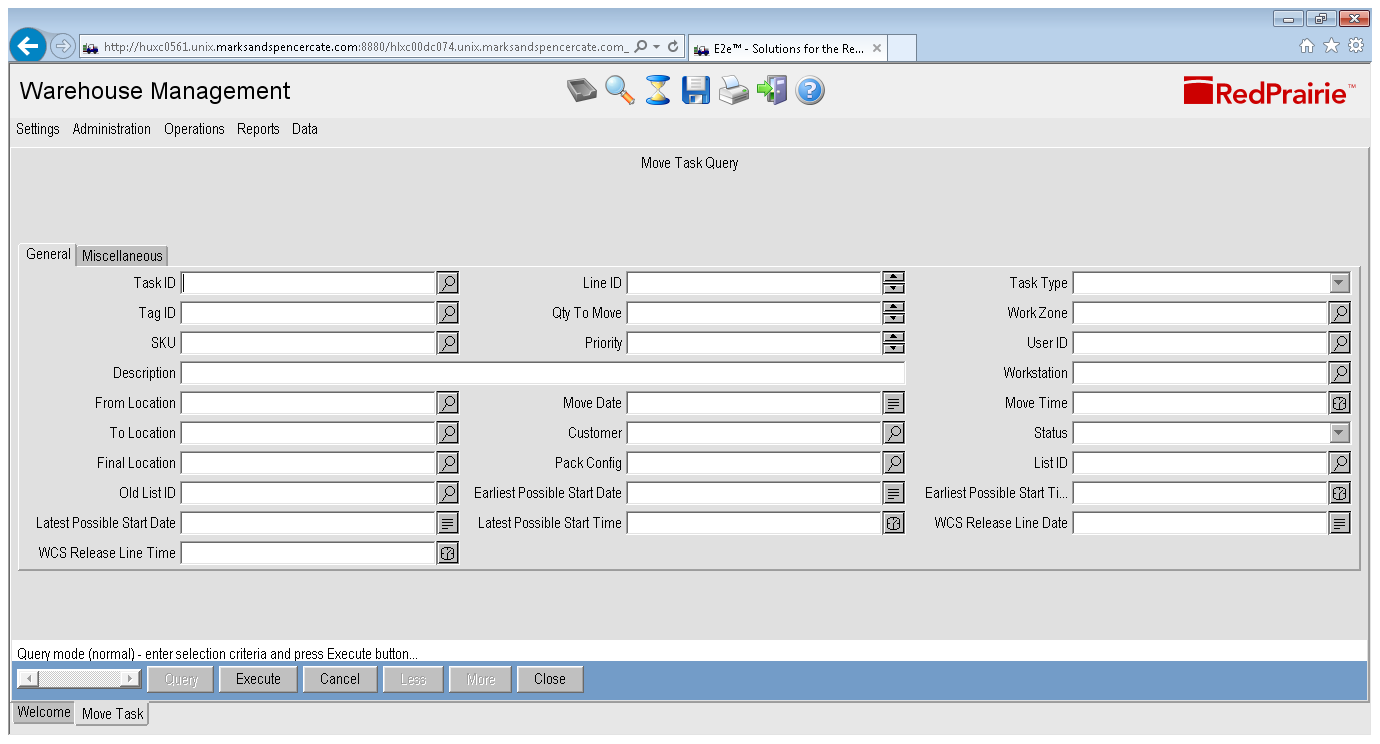 http://huxc0561.unix.marksandspencercate.com:8880/hlxc00dc074.unix.marksandspencercate.com_
E2e™ - Solutions for the Re...
Warehouse Management
RedPrairie™
Settings Administration Operations Reports Data
Move Task Query
General Miscellaneous
Task ID Line ID Task Type
Tag ID Qty To Move Work Zone
SKU Priority User ID
Description Workstation
From Location Move Date Move Time
To Location Customer Status
Final Location Pack Config List ID
Old List ID Earliest Possible Start Date Earliest Possible Start Ti...
Latest Possible Start Date Latest Possible Start Time WCS Release Line Date
WCS Release Line Time
Query mode (normal) - enter selection criteria and press Execute button...
Query Execute Cancel Less More Close
Welcome Move Task